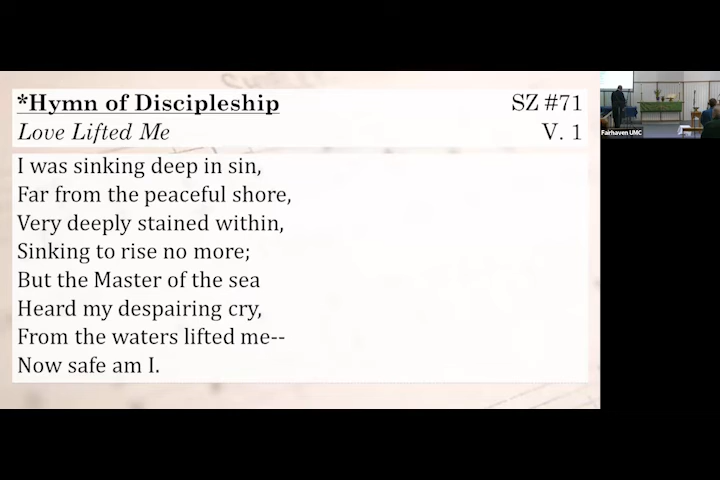 *Hymn of Discipleship SZ #71
Love Lifted Me V. 1
I was sinking deep in sin,
Far from the peaceful shore,
Very deeply stained within,
Sinking to rise no more;
But the Master of the sea
Heard my despairing cry,
From the waters lifted me--
Now safe am I.
Fairhaven UMC